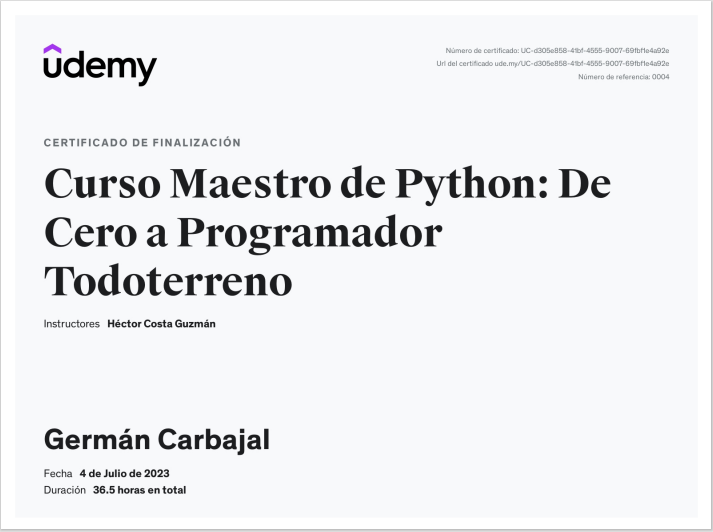 udemy
Número de certificado: UC-d305e858-41bf-4555-9007-69fbf1e4a92e
Url del certificado ude.my/UC-d305e858-41bf-4555-9007-69fbf1e4a92e
Número de referencia: 0004
CERTIFICADO DE FINALIZACIÓN
Curso Maestro de Python: De
Cero a Programador
Todoterreno
Instructores Héctor Costa Guzmán
Germán Carbajal
Fecha 4 de Julio de 2023
Duración 36.5 horas en total